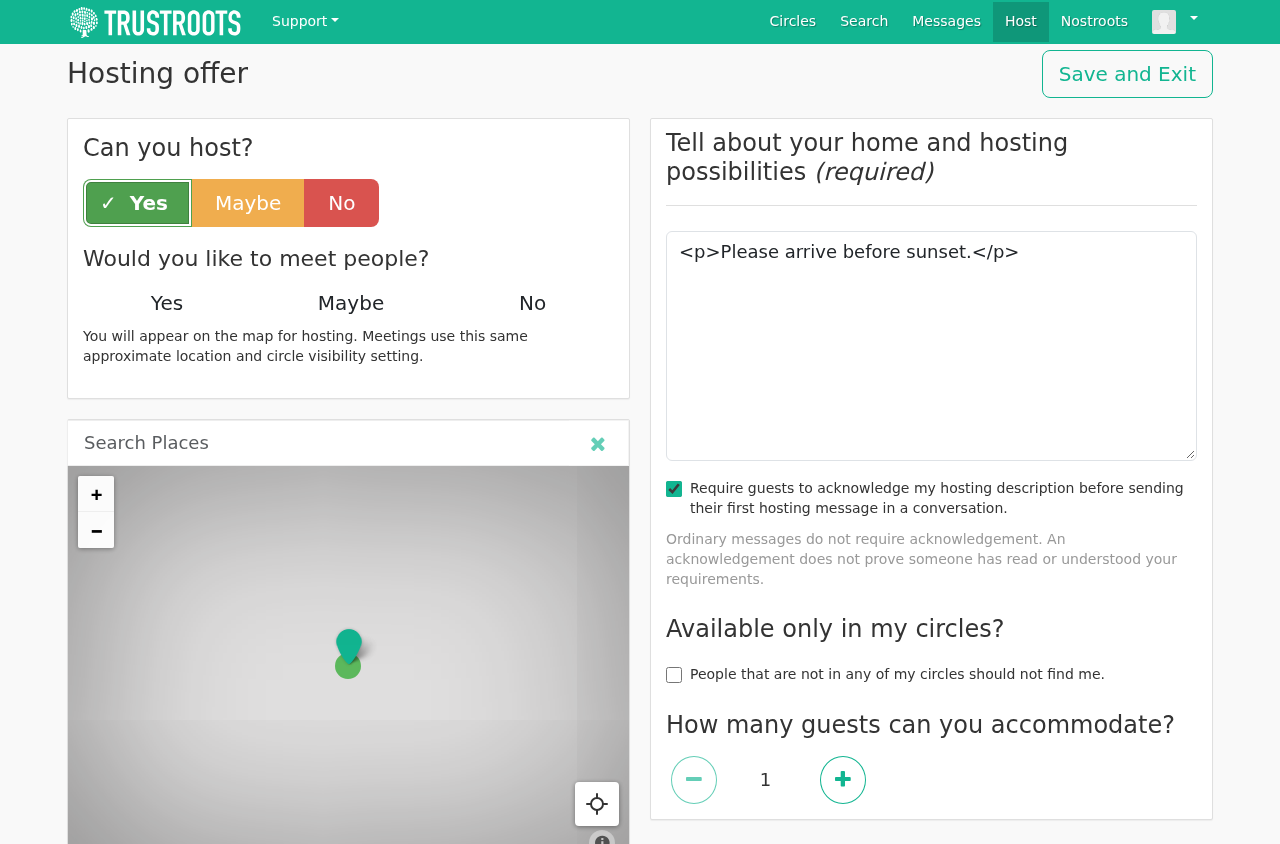 TRUSTROOTS
Support
Circles
Search
Messages
Host
Nostroots
Hosting offer
Save and Exit
Can you host?
✓ Yes
Maybe
No
Would you like to meet people?
Yes
Maybe
No
You will appear on the map for hosting. Meetings use this same
approximate location and circle visibility setting.
Search Places
+
−
Tell about your home and hosting
possibilities (required)
<p>Please arrive before sunset.</p>
Require guests to acknowledge my hosting description before sending
their first hosting message in a conversation.
Ordinary messages do not require acknowledgement. An
acknowledgement does not prove someone has read or understood your
requirements.
Available only in my circles?
People that are not in any of my circles should not find me.
How many guests can you accommodate?
1